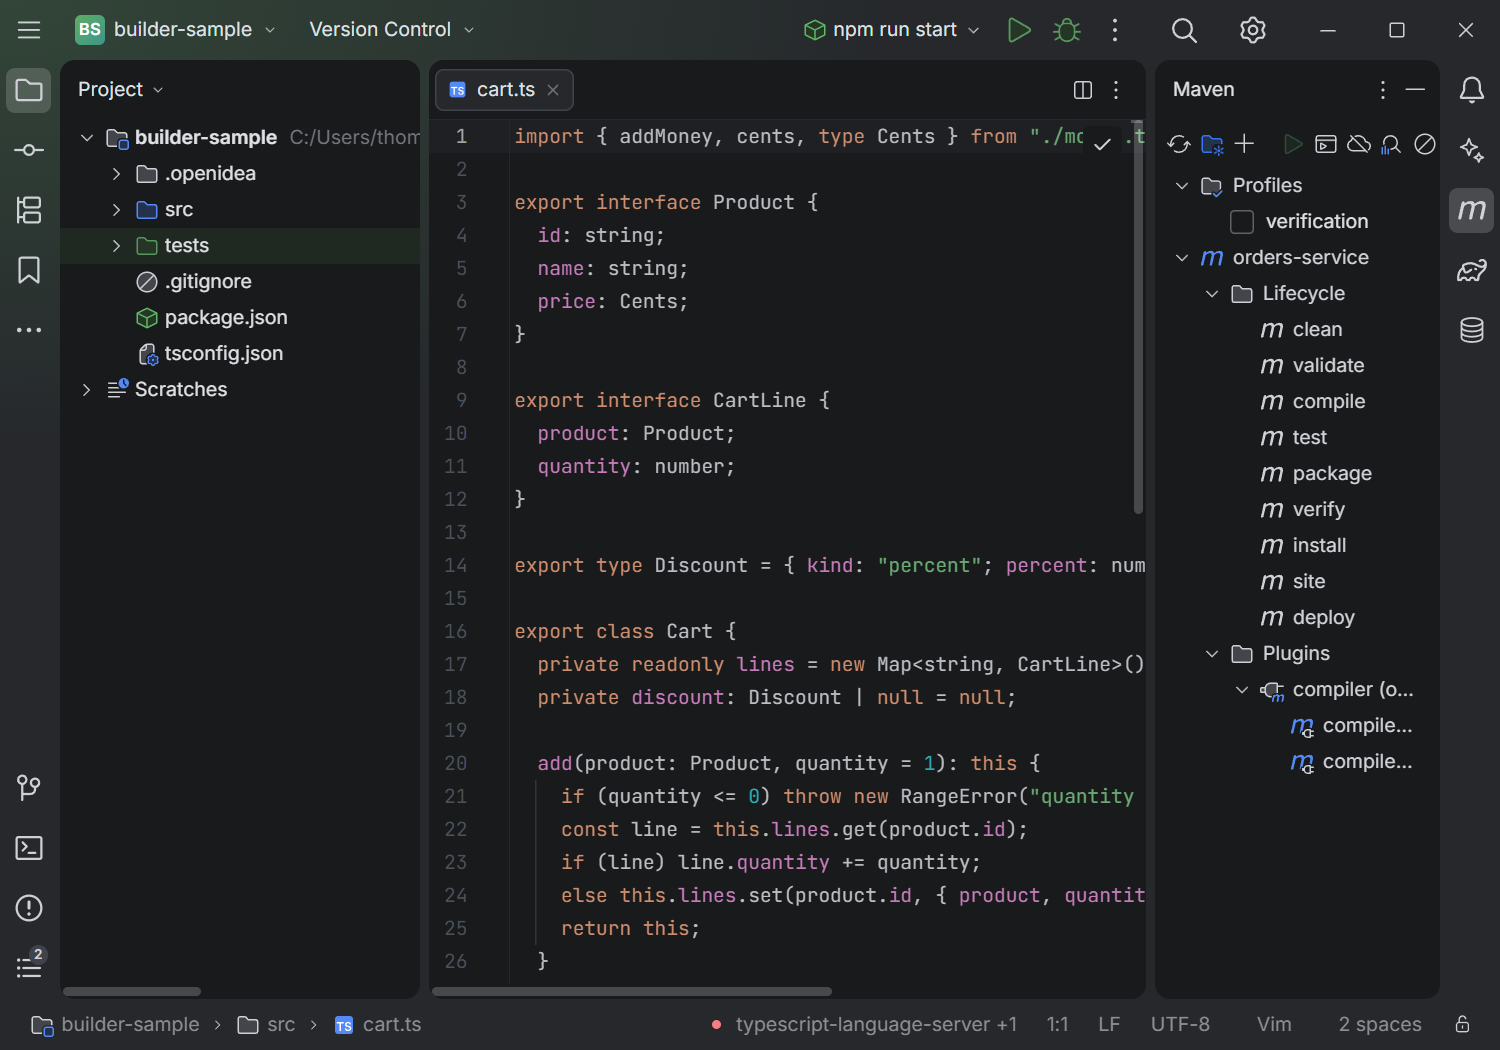 BS builder-sample Version Control npm run start
Project
builder-sample C:/Users/thom
.openidea
src
tests
.gitignore
package.json
tsconfig.json
Scratches
TS cart.ts
1 import { addMoney, cents, type Cents } from "./mo .t
2
3 export interface Product {
4 id: string;
5 name: string;
6 price: Cents;
7 }
8
9 export interface CartLine {
10 product: Product;
11 quantity: number;
12 }
13
14 export type Discount = { kind: "percent"; percent: num
15
16 export class Cart {
17 private readonly lines = new Map<string, CartLine>()
18 private discount: Discount | null = null;
19
20 add(product: Product, quantity = 1): this {
21 if (quantity <= 0) throw new RangeError("quantity
22 const line = this.lines.get(product.id);
23 if (line) line.quantity += quantity;
24 else this.lines.set(product.id, { product, quantit
25 return this;
26 }
Maven
Profiles
verification
m orders-service
Lifecycle
m clean
m validate
m compile
m test
m package
m verify
m install
m site
m deploy
Plugins
compiler (o...
m compile...
m compile...
m
2
builder-sample > src > TS cart.ts
typescript-language-server +1 1:1 LF UTF-8 Vim 2 spaces